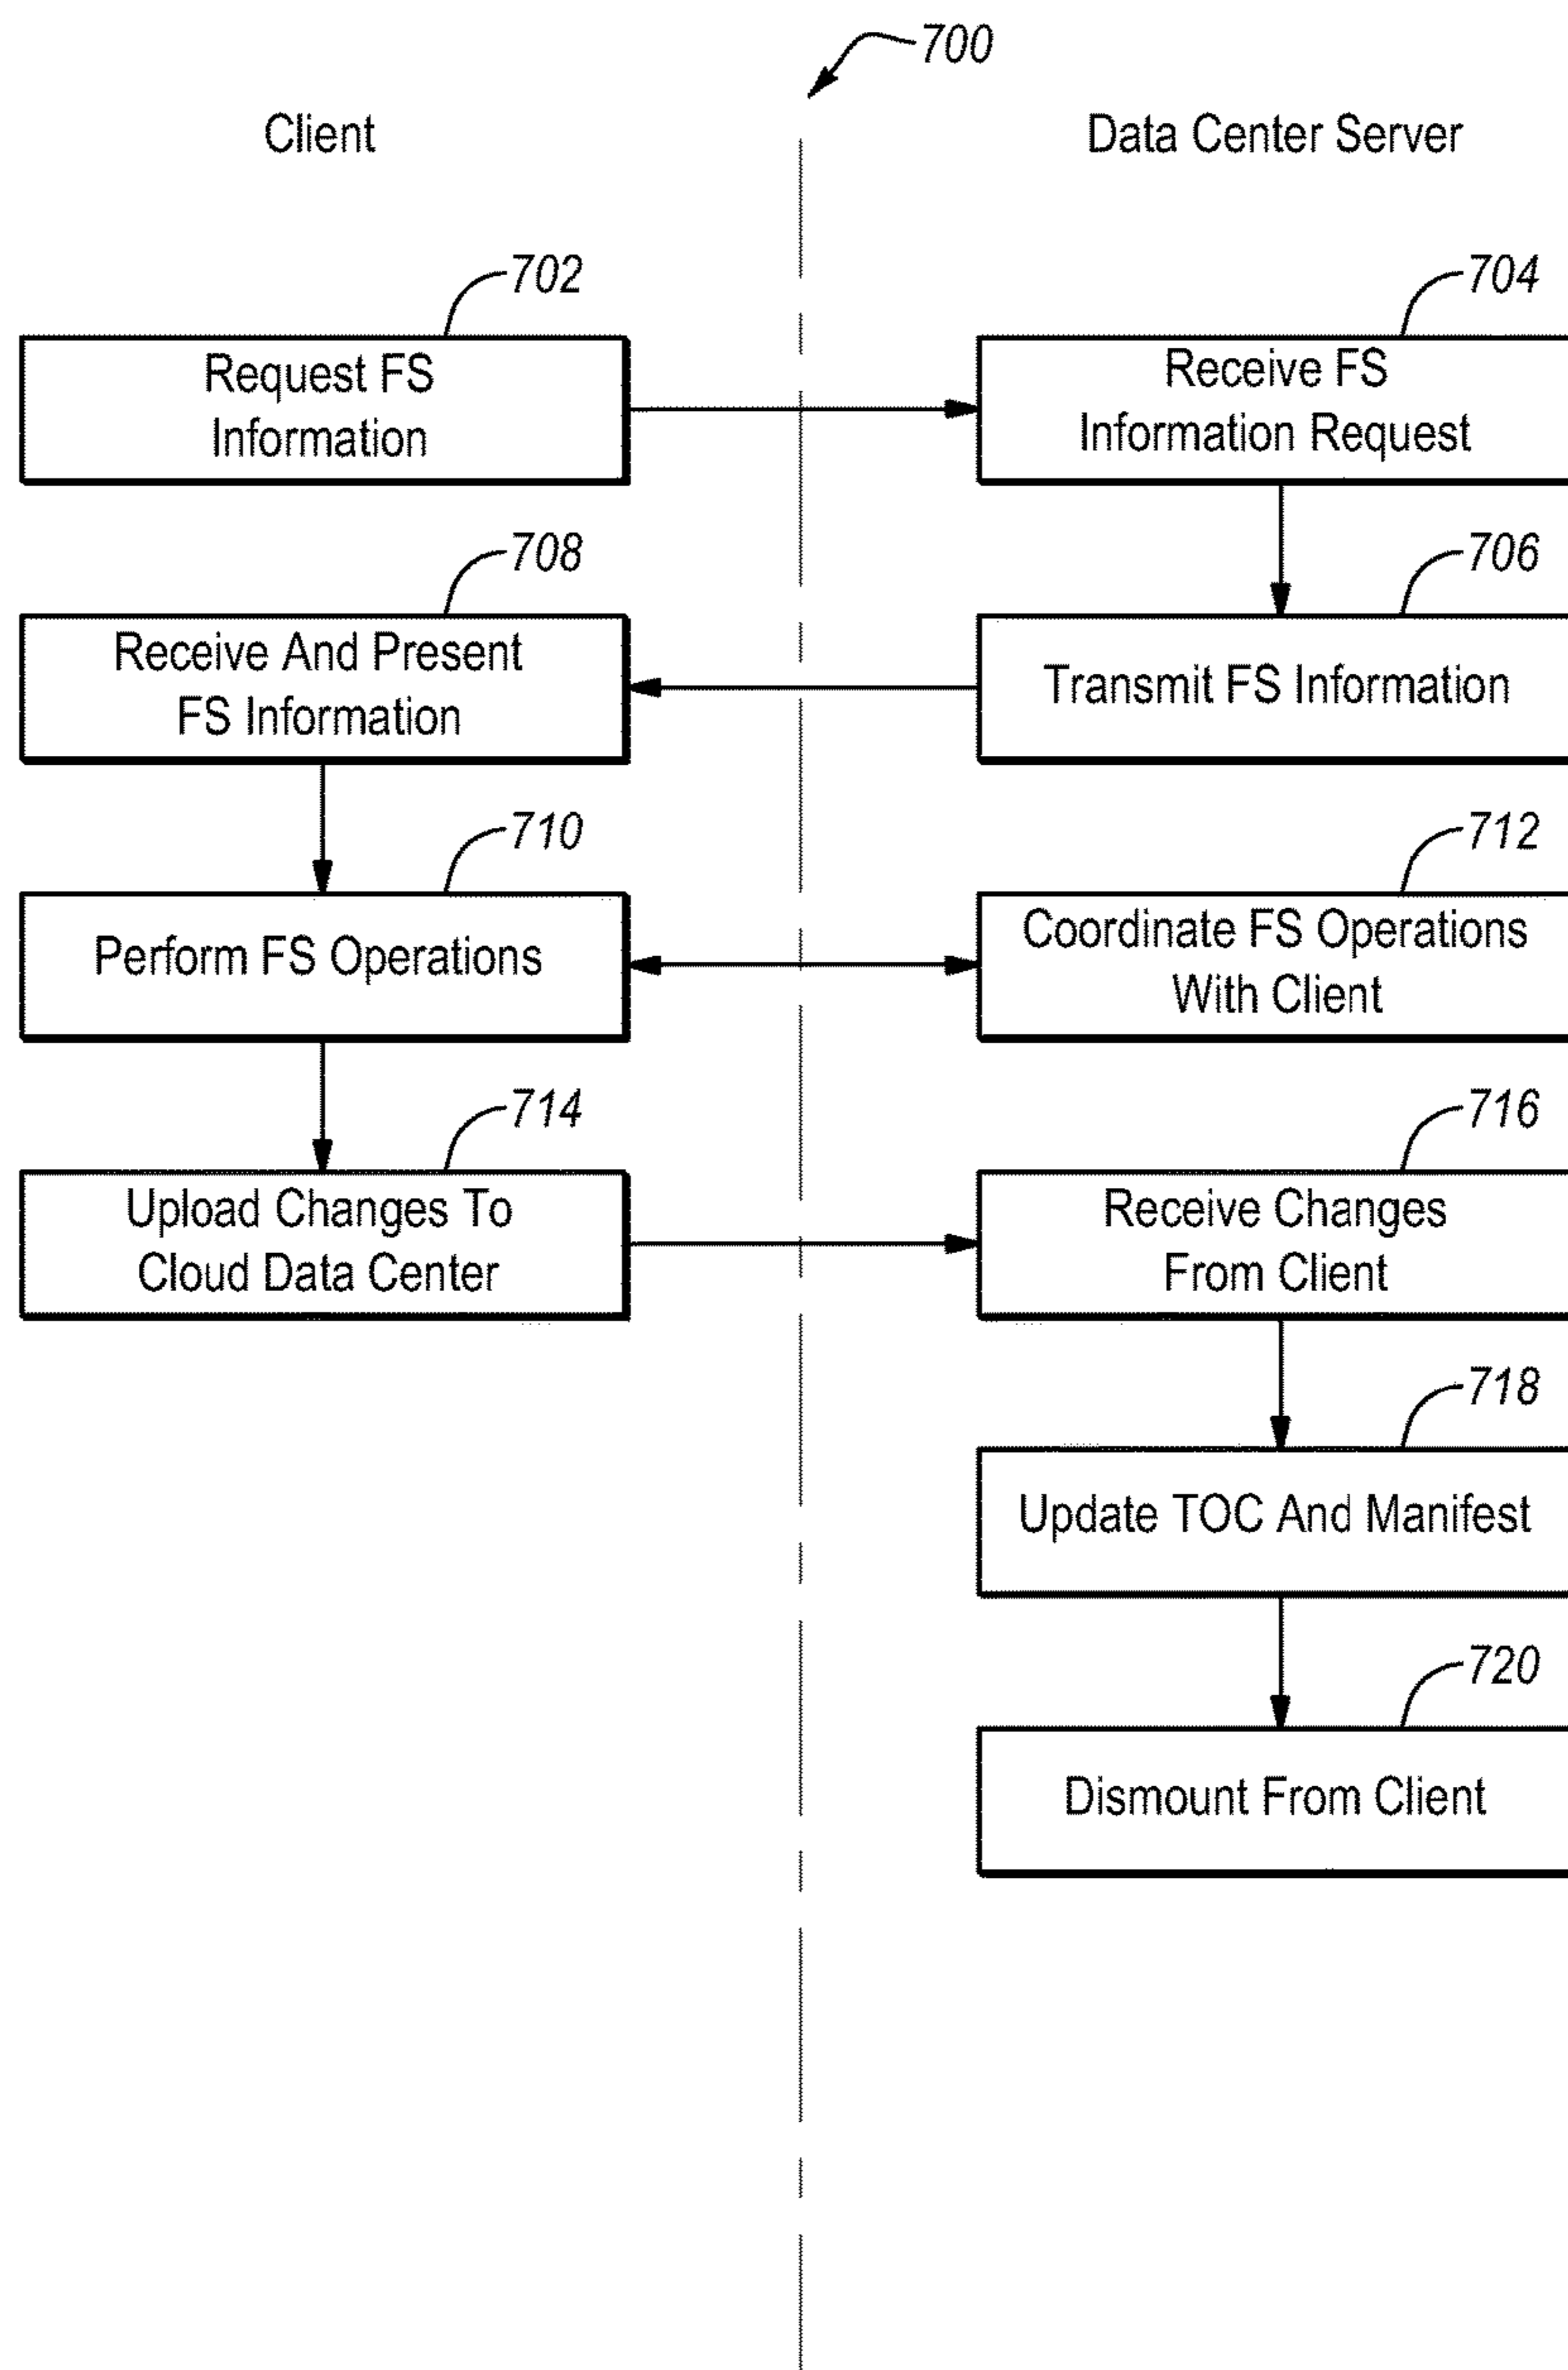 700
Client
Data Center Server
702
Request FS
Information
704
Receive FS
Information Request
708
Receive And Present
FS Information
706
Transmit FS Information
710
Perform FS Operations
712
Coordinate FS Operations
With Client
714
Upload Changes To
Cloud Data Center
716
Receive Changes
From Client
718
Update TOC And Manifest
720
Dismount From Client